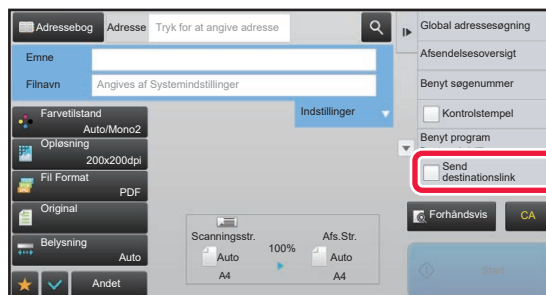 Adressebog Adresse Tryk for at angive adresse
Emne
Filnavn Angives af Systemindstillinger
Indstillinger
Farvetilstand
Auto/Mono2
Opløsning
200x200dpi
Fil Format
PDF
Original
Belysning
Auto
Andet
Scanningsstr.
Auto
A4
100%
Afs.Str.
Auto
A4
Global adressesøgning
Afsendelsesoversigt
Benyt søgenummer
Kontrolstempel
Benyt program
Send
destinationslink
Forhåndsvis CA
Start